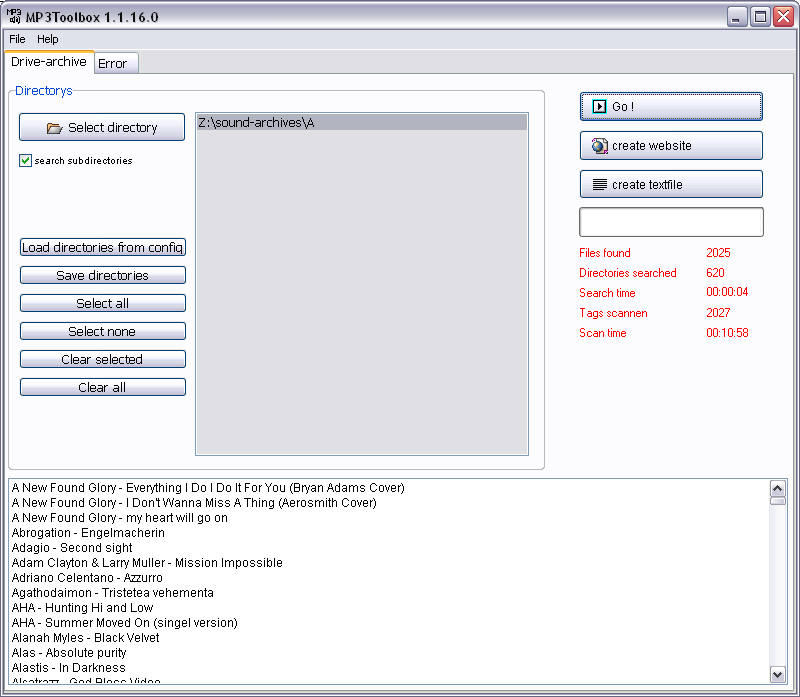 MP3Toolbox 1.1.16.0
File Help
Drive-archive Error
Directorys
Select directory
search subdirectories
Load directories from config
Save directories
Select all
Select none
Clear selected
Clear all
Z:\sound-archives\A
Go !
create website
create textfile
Files found 2025
Directories searched 620
Search time 00:00:04
Tags scannen 2027
Scan time 00:10:58
A New Found Glory - Everything I Do I Do It For You (Bryan Adams Cover)
A New Found Glory - I Don't Wanna Miss A Thing (Aerosmith Cover)
A New Found Glory - my heart will go on
Abrogation - Engelmacherin
Adagio - Second sight
Adam Clayton & Larry Muller - Mission Impossible
Adriano Celentano - Azzurro
Agathodaimon - Tristetea vehementa
AHA - Hunting Hi and Low
AHA - Summer Moved On (singel version)
Alanah Myles - Black Velvet
Alas - Absolute purity
Alastis - In Darkness
Alcatrazz - God Bless Video